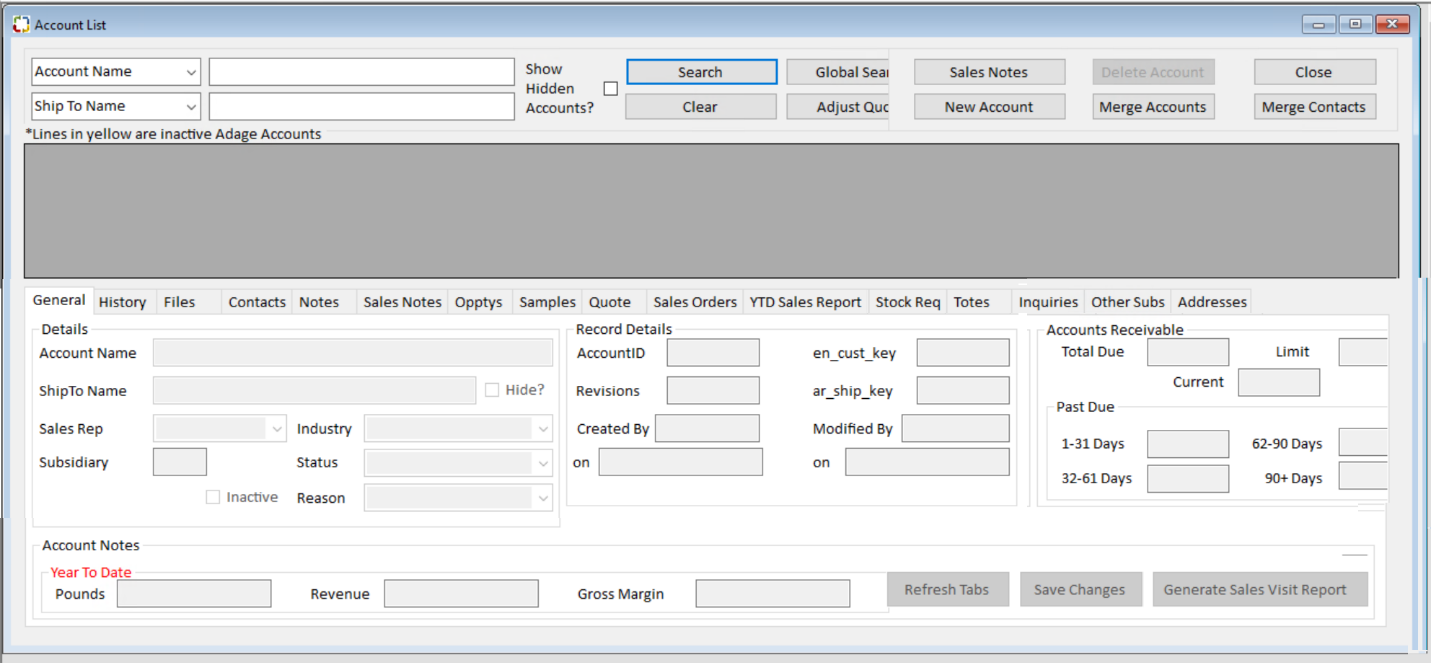 Account List
Account Name
Show Hidden Accounts?
Search
Global Sear
Sales Notes
Delete Account
Close
Ship To Name
Clear
Adjust Quo
New Account
Merge Accounts
Merge Contacts
*Lines in yellow are inactive Adage Accounts
General History Files Contacts Notes Sales Notes Opptys Samples Quote Sales Orders YTD Sales Report Stock Req Totes Inquiries Other Subs Addresses
Details
Account Name
ShipTo Name
Hide?
Sales Rep
Industry
Subsidiary
Status
Inactive
Reason
Record Details
AccountID
en_cust_key
Revisions
ar_ship_key
Created By
Modified By
on
on
Accounts Receivable
Total Due
Limit
Current
Past Due
1-31 Days
62-90 Days
32-61 Days
90+ Days
Account Notes
Year To Date
Pounds
Revenue
Gross Margin
Refresh Tabs
Save Changes
Generate Sales Visit Report